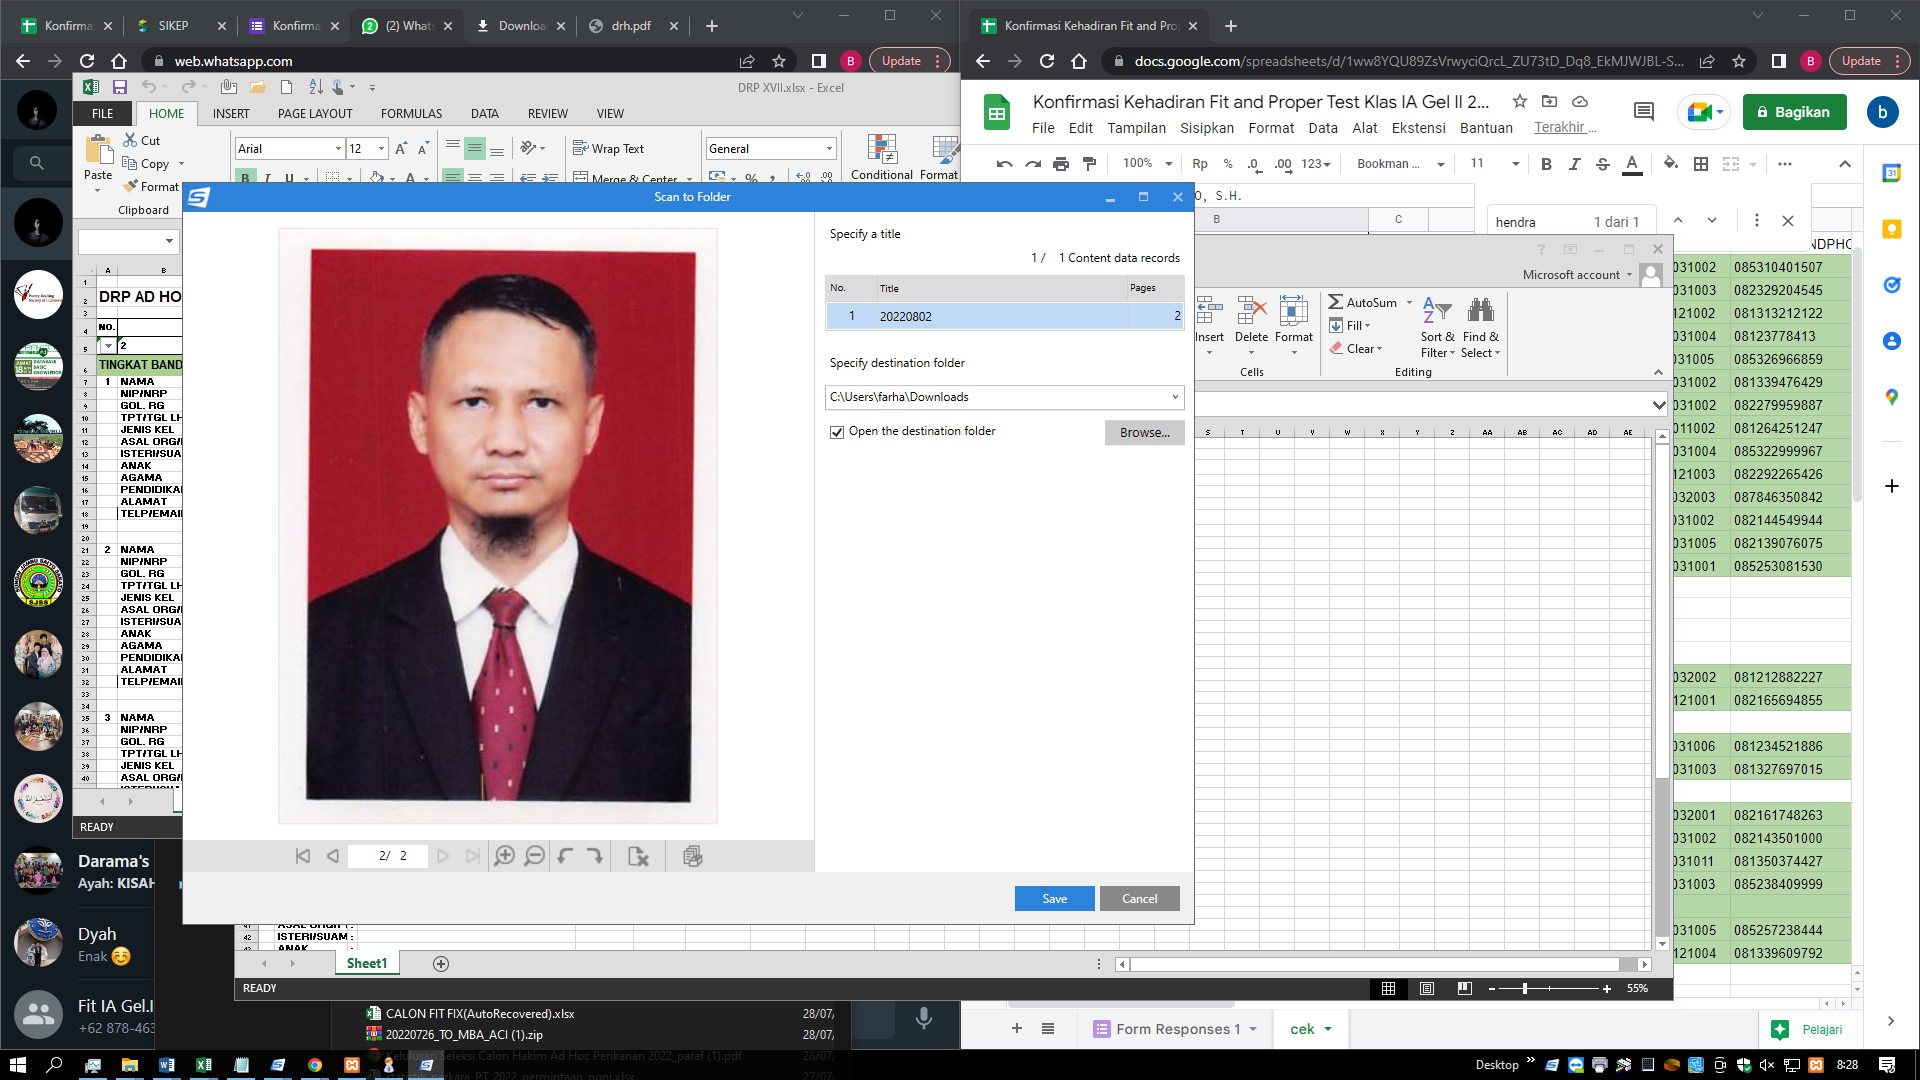 Konfirma
SIKEP
Konfirma
(2) Whats
Downloa
drh.pdf
Konfirmasi Kehadiran Fit and Prop
web.whatsapp.com
B
Update
docs.google.com/spreadsheets/d/1ww8YQU89ZsVrwyciQrcL_ZU73tD_Dq8_EkMJWJBL-S...
B
Update
DRP XVII.xlsx - Excel
FILE
HOME
INSERT
PAGE LAYOUT
FORMULAS
DATA
REVIEW
VIEW
Cut
Copy
Format
Paste
Clipboard
Arial
12
Wrap Text
Merge & Center
General
Conditional
Format
Konfirmasi Kehadiran Fit and Proper Test Klas IA Gel II 2...
File Edit Tampilan Sisipkan Format Data Alat Ekstensi Bantuan Terakhir ...
Bagikan
b
100%
Rp % .0 .00 123
Bookman ...
11
O, S.H.
B
C
hendra
1 dari 1
NDPHO
Scan to Folder
Specify a title
1 / 1 Content data records
No. Title Pages
1 20220802 2
Specify destination folder
C:\Users\farha\Downloads
Open the destination folder
Browse...
2/ 2
Save
Cancel
Microsoft account
Insert
Delete
Format
Cells
AutoSum
Fill
Clear
Sort & Filter
Find & Select
Editing
S T U V W X Y Z AA AB AC AD AE
A B
DRP AD HO
NO.
2
TINGKAT BAND
1 NAMA
NIP/NRP
GOL. RG
TPT/TGL LH
JENIS KEL
ASAL ORG/I
ISTERI/SUA
ANAK
AGAMA
PENDIDIKA
ALAMAT
TELP/EMAIL
2 NAMA
NIP/NRP
GOL. RG
TPT/TGL LH
JENIS KEL
ASAL ORG/I
ISTERI/SUA
ANAK
AGAMA
PENDIDIKA
ALAMAT
TELP/EMAIL
3 NAMA
NIP/NRP
GOL. RG
TPT/TGL LH
JENIS KEL
ASAL ORG/I
READY
031002 085310401507
031003 082329204545
121002 081313212122
031004 08123778413
031005 085326966859
031002 081339476429
031002 082279959887
011002 081264251247
031004 085322999967
121003 082292265426
032003 087846350842
031002 082144549944
031005 082139076075
031001 085253081530
032002 081212882227
121001 082165694855
031006 081234521886
031003 081327697015
032001 082161748263
031002 082143501000
031011 081350374427
031003 085238409999
031005 085257238444
121004 081339609792
Darama's
Ayah: KISAH
Dyah
Enak
Fit IA Gel.I
+62 878-463
ISTERI/SUAM :
ANAK :
Sheet1
READY
55%
CALON FIT FIX(AutoRecovered).xlsx 28/07/
20220726_TO_MBA_ACI (1).zip 28/07/
Kelulusan Seleksi Calon Hakim Ad Hoc Perikanan 2022_paraf (1).pdf 28/07/
Form Responses 1
cek
Pelajari
Desktop
8:28